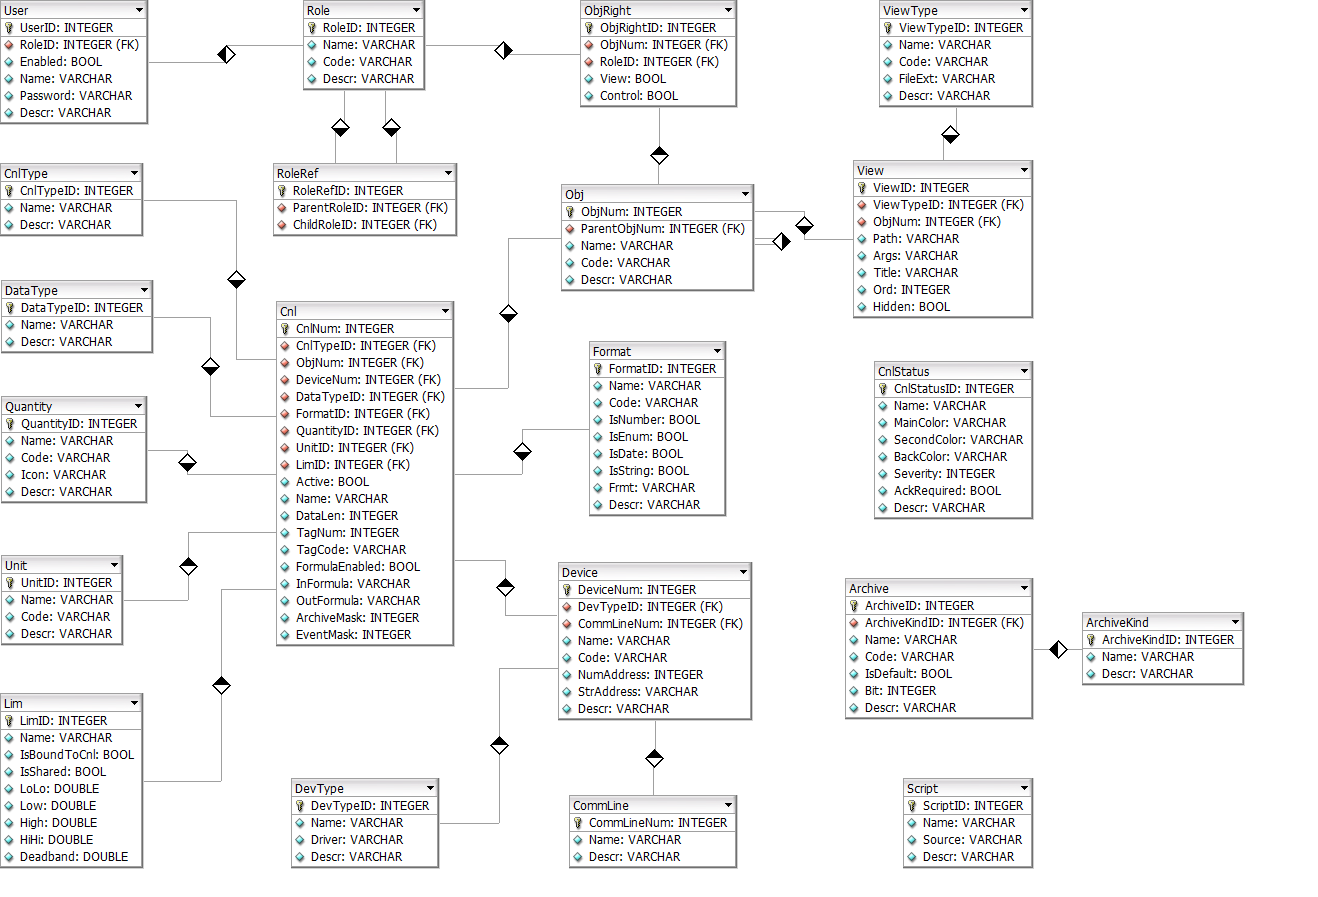 User
UserID: INTEGER
RoleID: INTEGER (FK)
Enabled: BOOL
Name: VARCHAR
Password: VARCHAR
Descr: VARCHAR
Role
RoleID: INTEGER
Name: VARCHAR
Code: VARCHAR
Descr: VARCHAR
ObjRight
ObjRightID: INTEGER
ObjNum: INTEGER (FK)
RoleID: INTEGER (FK)
View: BOOL
Control: BOOL
ViewType
ViewTypeID: INTEGER
Name: VARCHAR
Code: VARCHAR
FileExt: VARCHAR
Descr: VARCHAR
CnlType
CnlTypeID: INTEGER
Name: VARCHAR
Descr: VARCHAR
RoleRef
RoleRefID: INTEGER
ParentRoleID: INTEGER (FK)
ChildRoleID: INTEGER (FK)
Obj
ObjNum: INTEGER
ParentObjNum: INTEGER (FK)
Name: VARCHAR
Code: VARCHAR
Descr: VARCHAR
View
ViewID: INTEGER
ViewTypeID: INTEGER (FK)
ObjNum: INTEGER (FK)
Path: VARCHAR
Args: VARCHAR
Title: VARCHAR
Ord: INTEGER
Hidden: BOOL
DataType
DataTypeID: INTEGER
Name: VARCHAR
Descr: VARCHAR
Cnl
CnlNum: INTEGER
CnlTypeID: INTEGER (FK)
ObjNum: INTEGER (FK)
DeviceNum: INTEGER (FK)
DataTypeID: INTEGER (FK)
FormatID: INTEGER (FK)
QuantityID: INTEGER (FK)
UnitID: INTEGER (FK)
LimID: INTEGER (FK)
Active: BOOL
Name: VARCHAR
DataLen: INTEGER
TagNum: INTEGER
TagCode: VARCHAR
FormulaEnabled: BOOL
InFormula: VARCHAR
OutFormula: VARCHAR
ArchiveMask: INTEGER
EventMask: INTEGER
Format
FormatID: INTEGER
Name: VARCHAR
Code: VARCHAR
IsNumber: BOOL
IsEnum: BOOL
IsDate: BOOL
IsString: BOOL
Frmt: VARCHAR
Descr: VARCHAR
CnlStatus
CnlStatusID: INTEGER
Name: VARCHAR
MainColor: VARCHAR
SecondColor: VARCHAR
BackColor: VARCHAR
Severity: INTEGER
AckRequired: BOOL
Descr: VARCHAR
Quantity
QuantityID: INTEGER
Name: VARCHAR
Code: VARCHAR
Icon: VARCHAR
Descr: VARCHAR
Unit
UnitID: INTEGER
Name: VARCHAR
Code: VARCHAR
Descr: VARCHAR
Device
DeviceNum: INTEGER
DevTypeID: INTEGER (FK)
CommLineNum: INTEGER (FK)
Name: VARCHAR
Code: VARCHAR
NumAddress: INTEGER
StrAddress: VARCHAR
Descr: VARCHAR
Archive
ArchiveID: INTEGER
ArchiveKindID: INTEGER (FK)
Name: VARCHAR
Code: VARCHAR
IsDefault: BOOL
Bit: INTEGER
Descr: VARCHAR
ArchiveKind
ArchiveKindID: INTEGER
Name: VARCHAR
Descr: VARCHAR
Lim
LimID: INTEGER
Name: VARCHAR
IsBoundToCnl: BOOL
IsShared: BOOL
LoLo: DOUBLE
Low: DOUBLE
High: DOUBLE
HiHi: DOUBLE
Deadband: DOUBLE
DevType
DevTypeID: INTEGER
Name: VARCHAR
Driver: VARCHAR
Descr: VARCHAR
CommLine
CommLineNum: INTEGER
Name: VARCHAR
Descr: VARCHAR
Script
ScriptID: INTEGER
Name: VARCHAR
Source: VARCHAR
Descr: VARCHAR